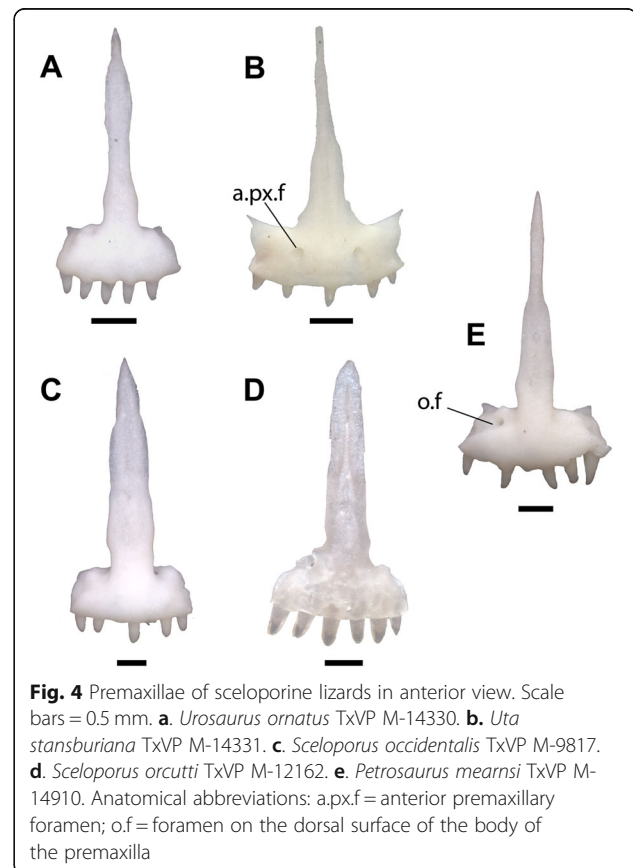 A
B
a.px.f
E
C
D
o.f
Fig. 4 Premaxillae of sceloporine lizards in anterior view. Scale
bars = 0.5 mm. a. Urosaurus ornatus TxVP M-14330. b. Uta
stansburiana TxVP M-14331. c. Sceloporus occidentalis TxVP M-9817.
d. Sceloporus orcutti TxVP M-12162. e. Petrosaurus mearnsi TxVP M-
14910. Anatomical abbreviations: a.px.f = anterior premaxillary
foramen; o.f = foramen on the dorsal surface of the body of
the premaxilla